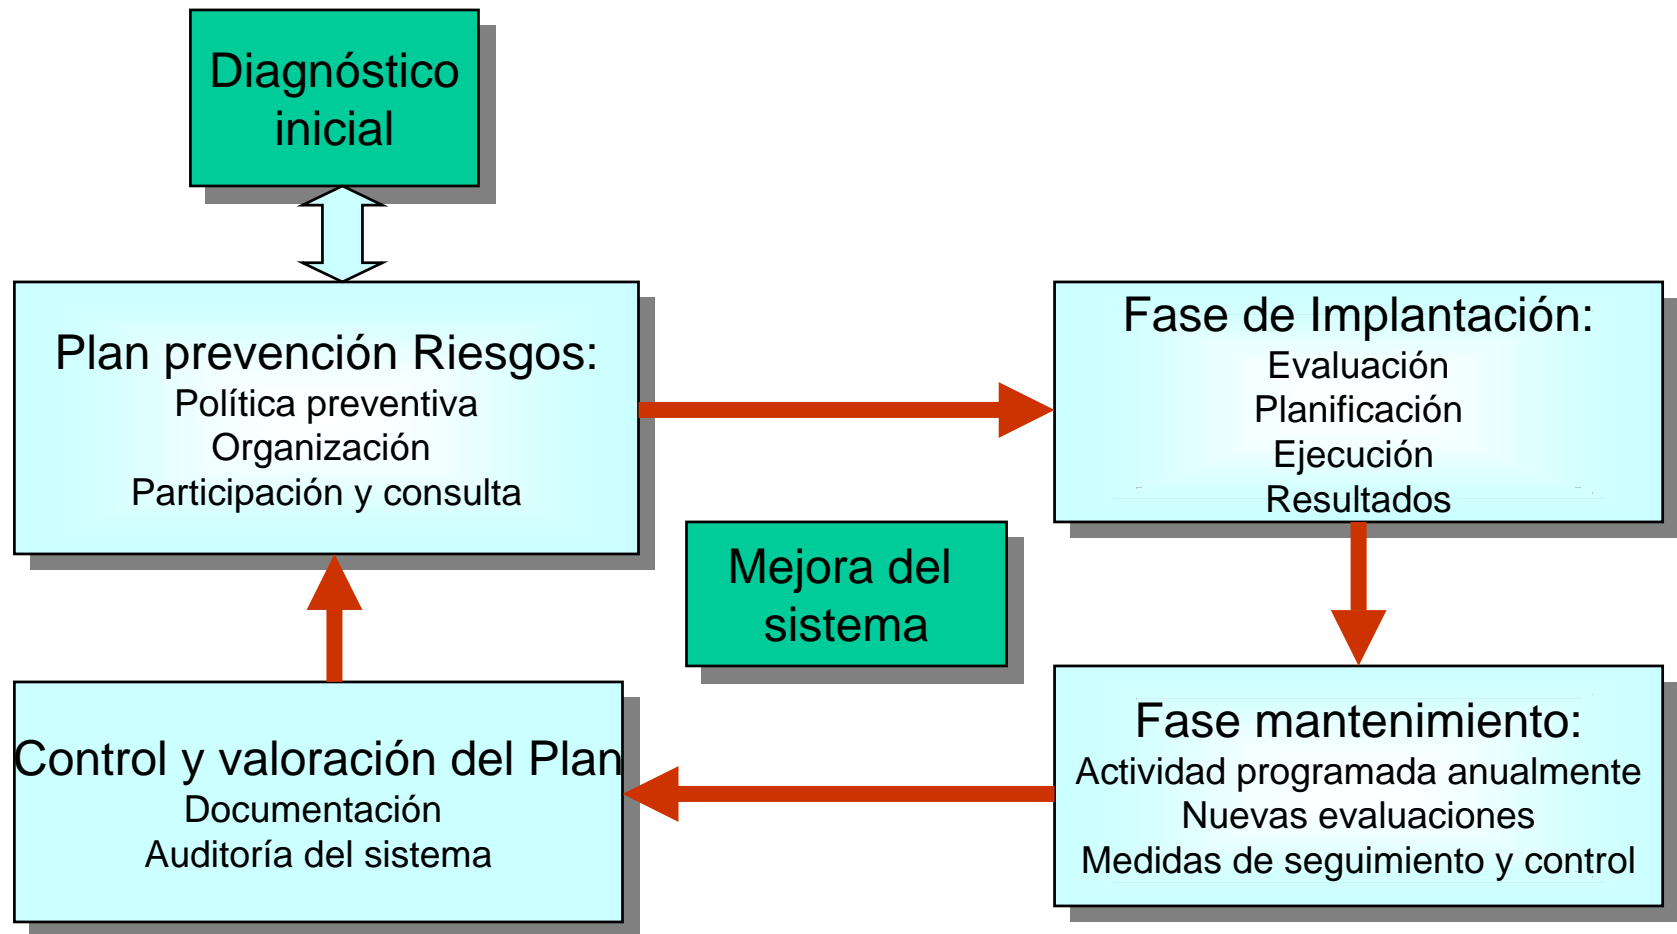 Diagnóstico
inicial
Plan prevención Riesgos:
Política preventiva
Organización
Participación y consulta
Fase de Implantación:
Evaluación
Planificación
Ejecución
Resultados
Mejora del
sistema
Control y valoración del Plan
Documentación
Auditoría del sistema
Fase mantenimiento:
Actividad programada anualmente
Nuevas evaluaciones
Medidas de seguimiento y control